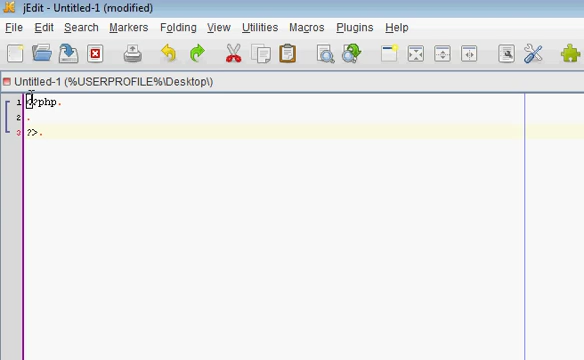 jEdit - Untitled-1 (modified)
File Edit Search Markers Folding View Utilities Macros Plugins Help
Untitled-1 (%USERPROFILE%\Desktop\)
1 <?php.
2 .
3 ?>.